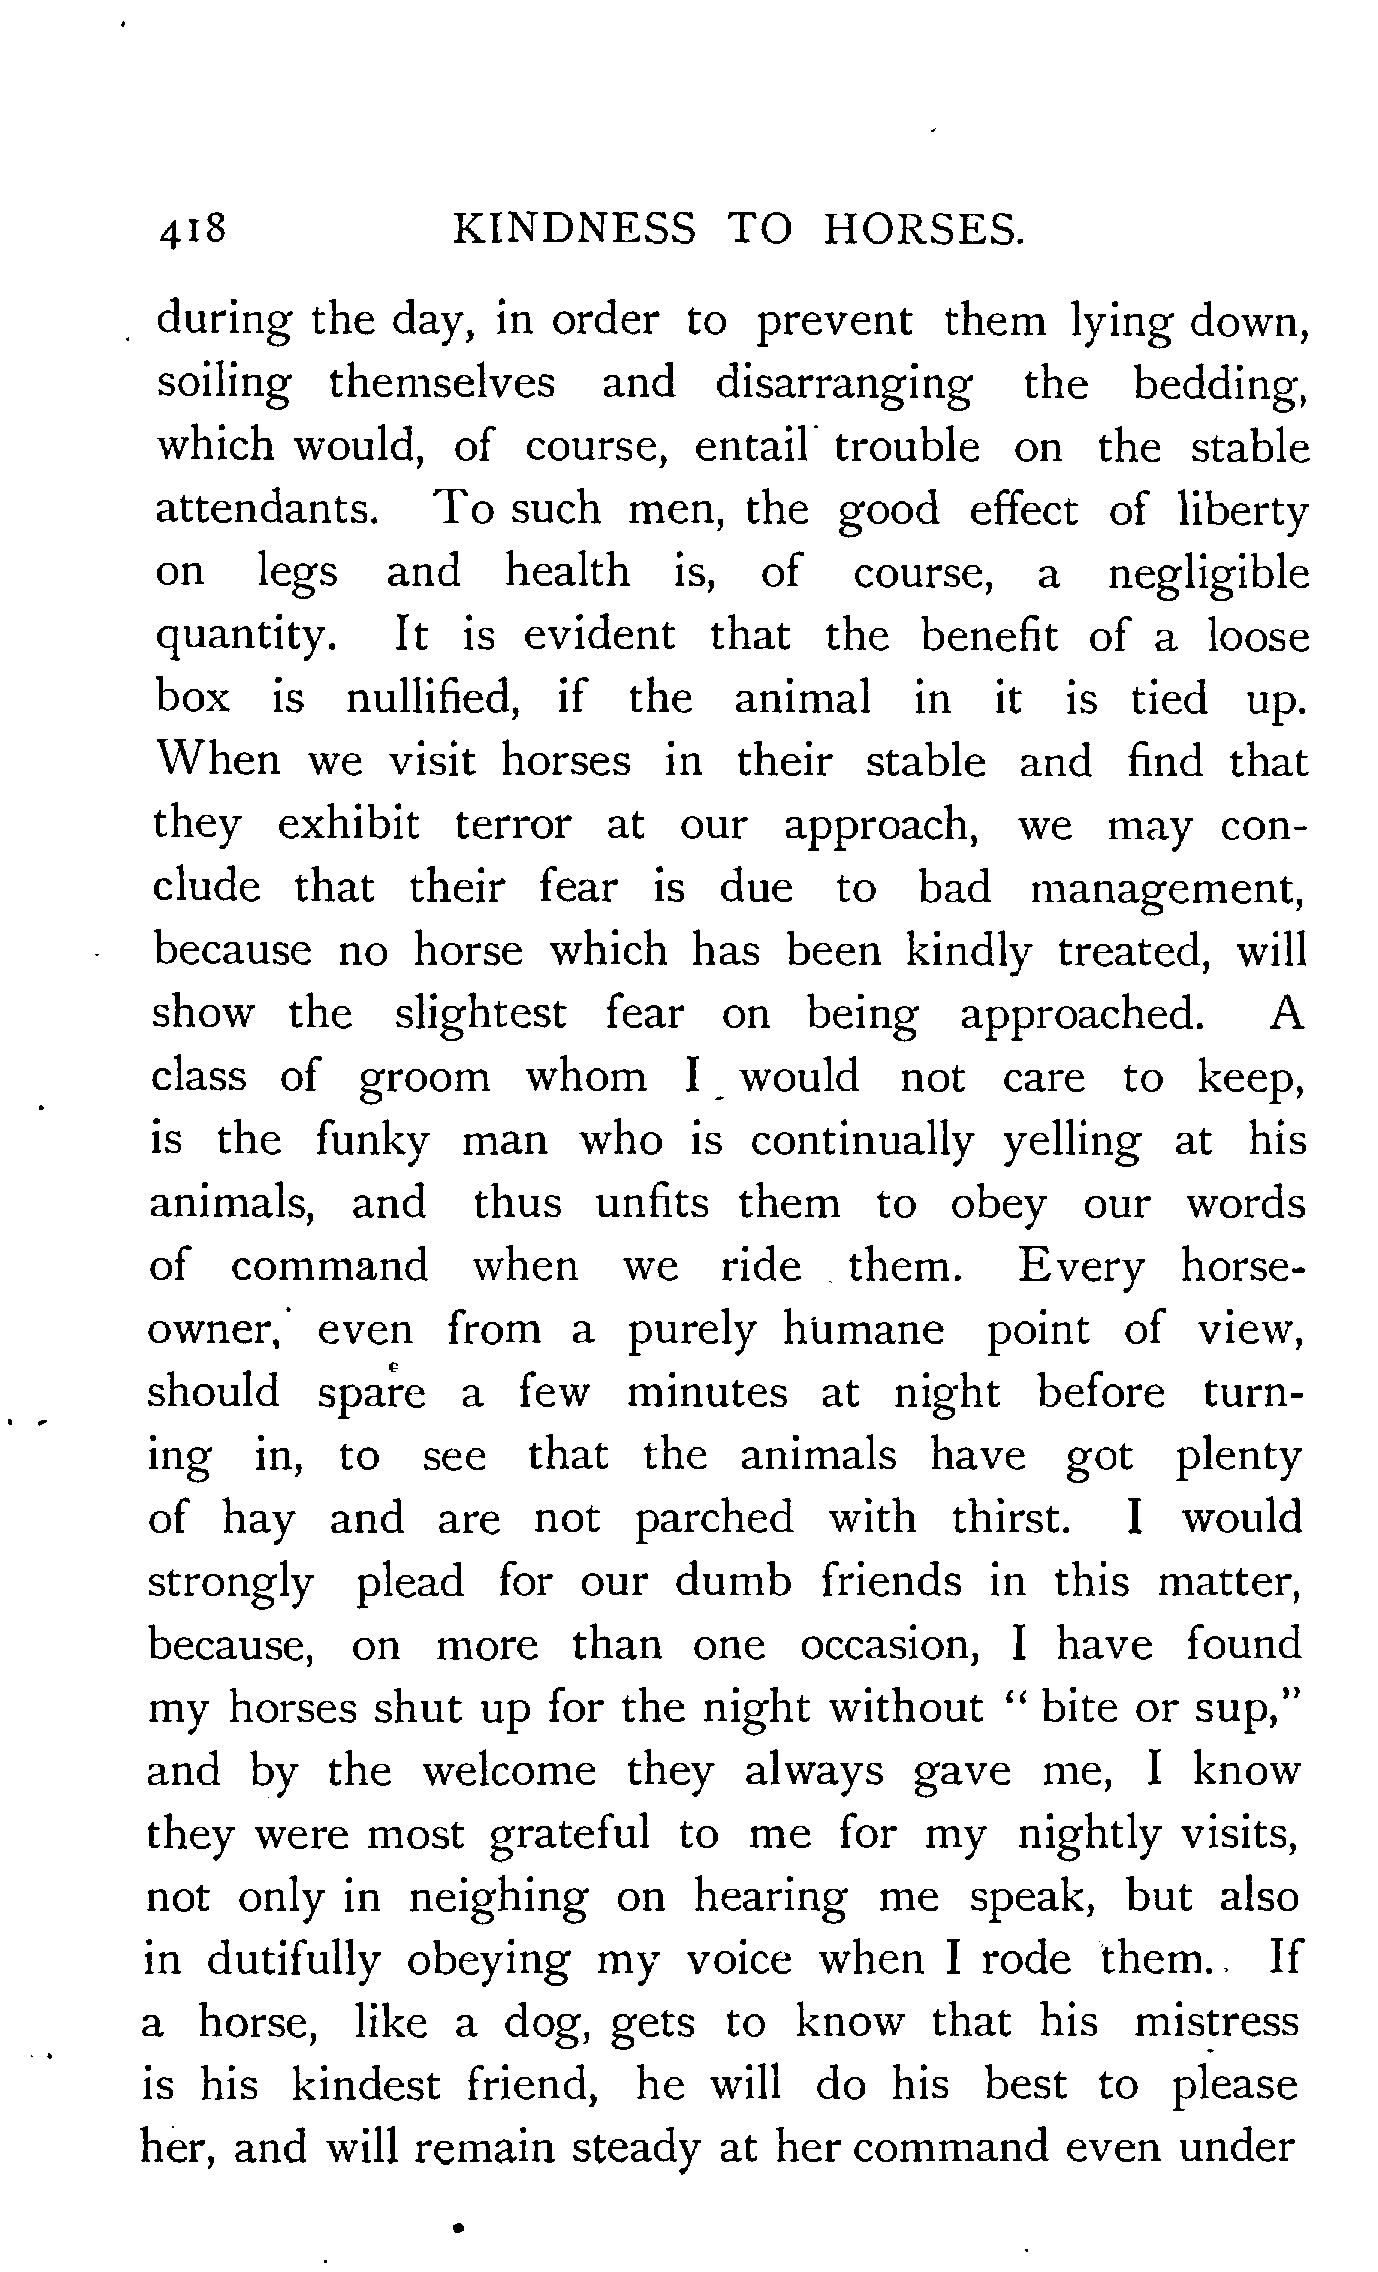 418 KINDNESS TO HORSES.
during the day, in order to prevent them lying down,
soiling themselves and disarranging the bedding,
which would, of course, entail trouble on the stable
attendants. To such men, the good effect of liberty
on legs and health is, of course, a negligible
quantity. It is evident that the benefit of a loose
box is nullified, if the animal in it is tied up.
When we visit horses in their stable and find that
they exhibit terror at our approach, we may con-
clude that their fear is due to bad management,
because no horse which has been kindly treated, will
show the slightest fear on being approached. A
class of groom whom I would not care to keep,
is the funky man who is continually yelling at his
animals, and thus unfits them to obey our words
of command when we ride them. Every horse-
owner, even from a purely humane point of view,
should spare a few minutes at night before turn-
ing in, to see that the animals have got plenty
of hay and are not parched with thirst. I would
strongly plead for our dumb friends in this matter,
because, on more than one occasion, I have found
my horses shut up for the night without " bite or sup,"
and by the welcome they always gave me, I know
they were most grateful to me for my nightly visits,
not only in neighing on hearing me speak, but also
in dutifully obeying my voice when I rode them. If
a horse, like a dog, gets to know that his mistress
is his kindest friend, he will do his best to please
her, and will remain steady at her command even under